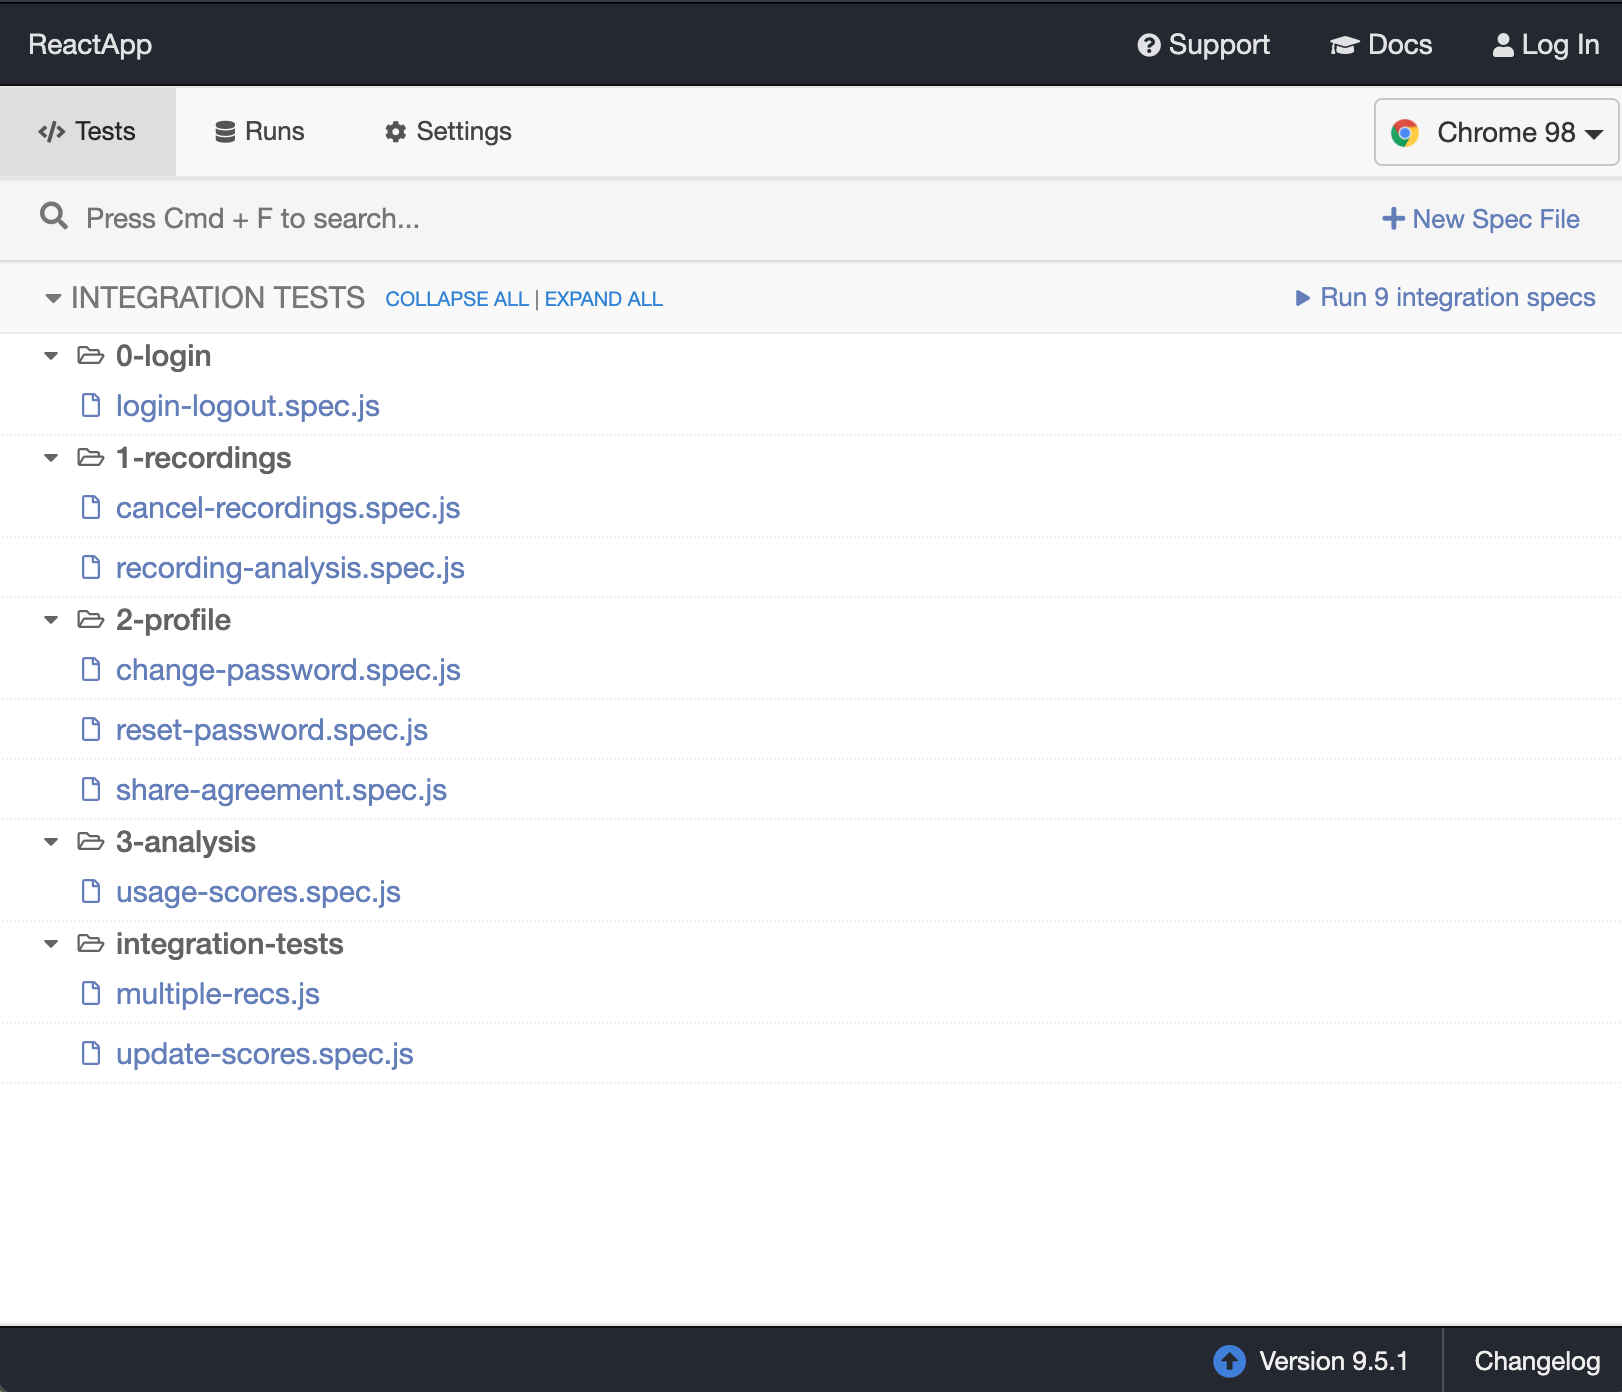 ReactApp Support Docs Log In
Tests Runs Settings Chrome 98
Press Cmd + F to search... New Spec File
INTEGRATION TESTS COLLAPSE ALL | EXPAND ALL Run 9 integration specs
0-login
login-logout.spec.js
1-recordings
cancel-recordings.spec.js
recording-analysis.spec.js
2-profile
change-password.spec.js
reset-password.spec.js
share-agreement.spec.js
3-analysis
usage-scores.spec.js
integration-tests
multiple-recs.js
update-scores.spec.js
Version 9.5.1 Changelog